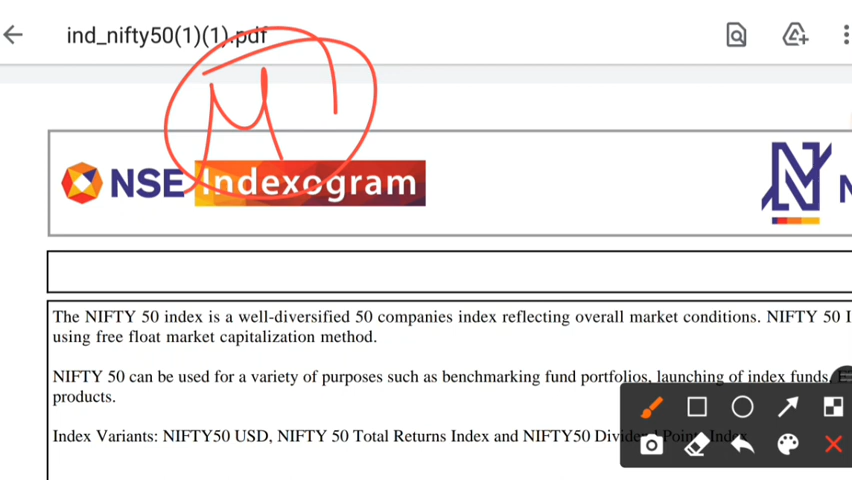 ind_nifty50(1)(1).pdf
M
NSE Indexogram
N
The NIFTY 50 index is a well-diversified 50 companies index reflecting overall market conditions. NIFTY 50 I
using free float market capitalization method.
NIFTY 50 can be used for a variety of purposes such as benchmarking fund portfolios, launching of index funds, E
products.
Index Variants: NIFTY50 USD, NIFTY 50 Total Returns Index and NIFTY50 Dividend Points Index